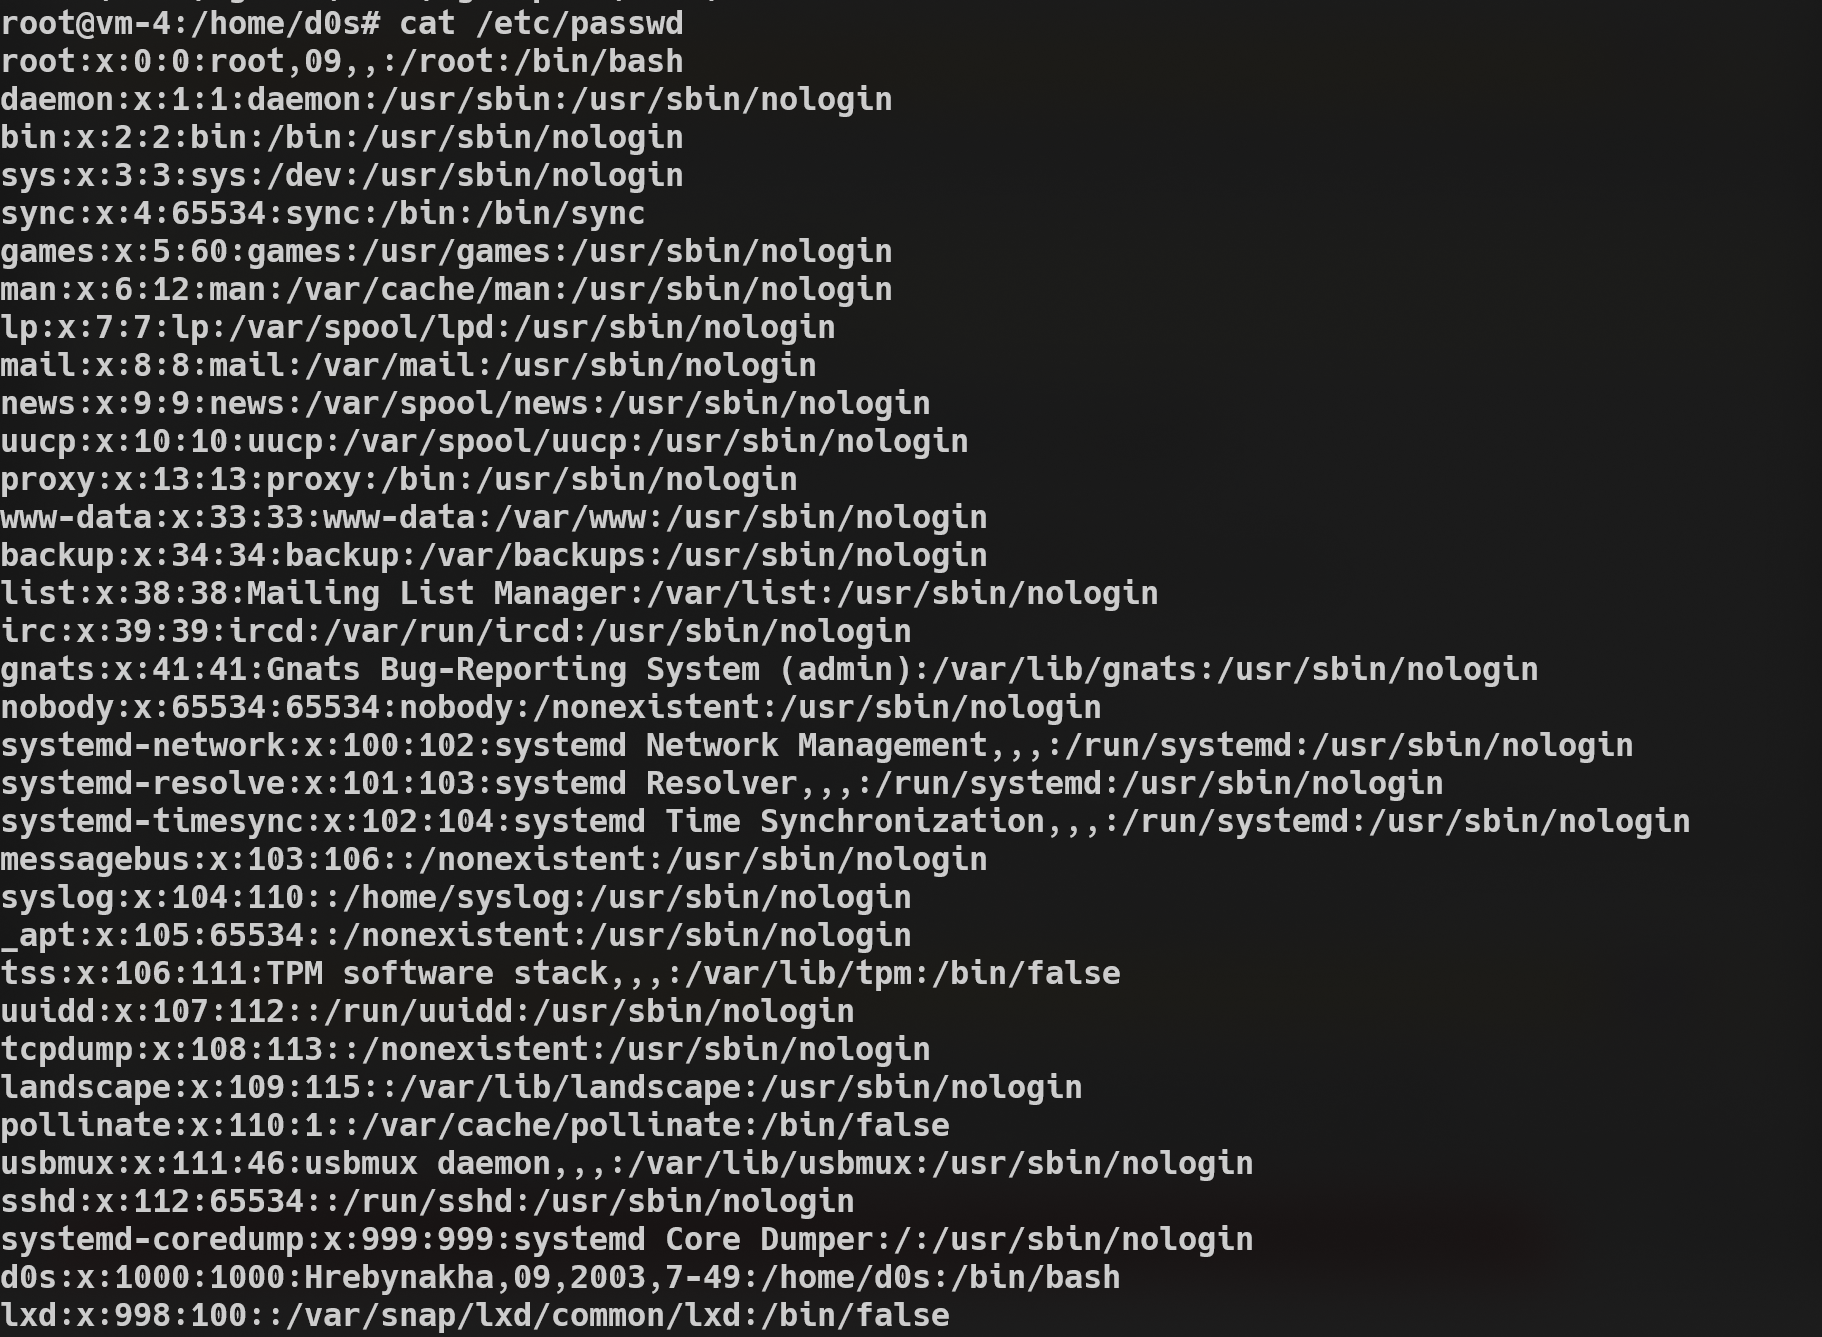 root@vm-4:/home/d0s# cat /etc/passwd
root:x:0:0:root,09,,:/root:/bin/bash
daemon:x:1:1:daemon:/usr/sbin:/usr/sbin/nologin
bin:x:2:2:bin:/bin:/usr/sbin/nologin
sys:x:3:3:sys:/dev:/usr/sbin/nologin
sync:x:4:65534:sync:/bin:/bin/sync
games:x:5:60:games:/usr/games:/usr/sbin/nologin
man:x:6:12:man:/var/cache/man:/usr/sbin/nologin
lp:x:7:7:lp:/var/spool/lpd:/usr/sbin/nologin
mail:x:8:8:mail:/var/mail:/usr/sbin/nologin
news:x:9:9:news:/var/spool/news:/usr/sbin/nologin
uucp:x:10:10:uucp:/var/spool/uucp:/usr/sbin/nologin
proxy:x:13:13:proxy:/bin:/usr/sbin/nologin
www-data:x:33:33:www-data:/var/www:/usr/sbin/nologin
backup:x:34:34:backup:/var/backups:/usr/sbin/nologin
list:x:38:38:Mailing List Manager:/var/list:/usr/sbin/nologin
irc:x:39:39:ircd:/var/run/ircd:/usr/sbin/nologin
gnats:x:41:41:Gnats Bug-Reporting System (admin):/var/lib/gnats:/usr/sbin/nologin
nobody:x:65534:65534:nobody:/nonexistent:/usr/sbin/nologin
systemd-network:x:100:102:systemd Network Management,,,:/run/systemd:/usr/sbin/nologin
systemd-resolve:x:101:103:systemd Resolver,,,:/run/systemd:/usr/sbin/nologin
systemd-timesync:x:102:104:systemd Time Synchronization,,,:/run/systemd:/usr/sbin/nologin
messagebus:x:103:106::/nonexistent:/usr/sbin/nologin
syslog:x:104:110::/home/syslog:/usr/sbin/nologin
_apt:x:105:65534::/nonexistent:/usr/sbin/nologin
tss:x:106:111:TPM software stack,,,:/var/lib/tpm:/bin/false
uuidd:x:107:112::/run/uuidd:/usr/sbin/nologin
tcpdump:x:108:113::/nonexistent:/usr/sbin/nologin
landscape:x:109:115::/var/lib/landscape:/usr/sbin/nologin
pollinate:x:110:1::/var/cache/pollinate:/bin/false
usbmux:x:111:46:usbmux daemon,,,:/var/lib/usbmux:/usr/sbin/nologin
sshd:x:112:65534::/run/sshd:/usr/sbin/nologin
systemd-coredump:x:999:999:systemd Core Dumper:/:/usr/sbin/nologin
d0s:x:1000:1000:Hrebynakha,09,2003,7-49:/home/d0s:/bin/bash
lxd:x:998:100::/var/snap/lxd/common/lxd:/bin/false